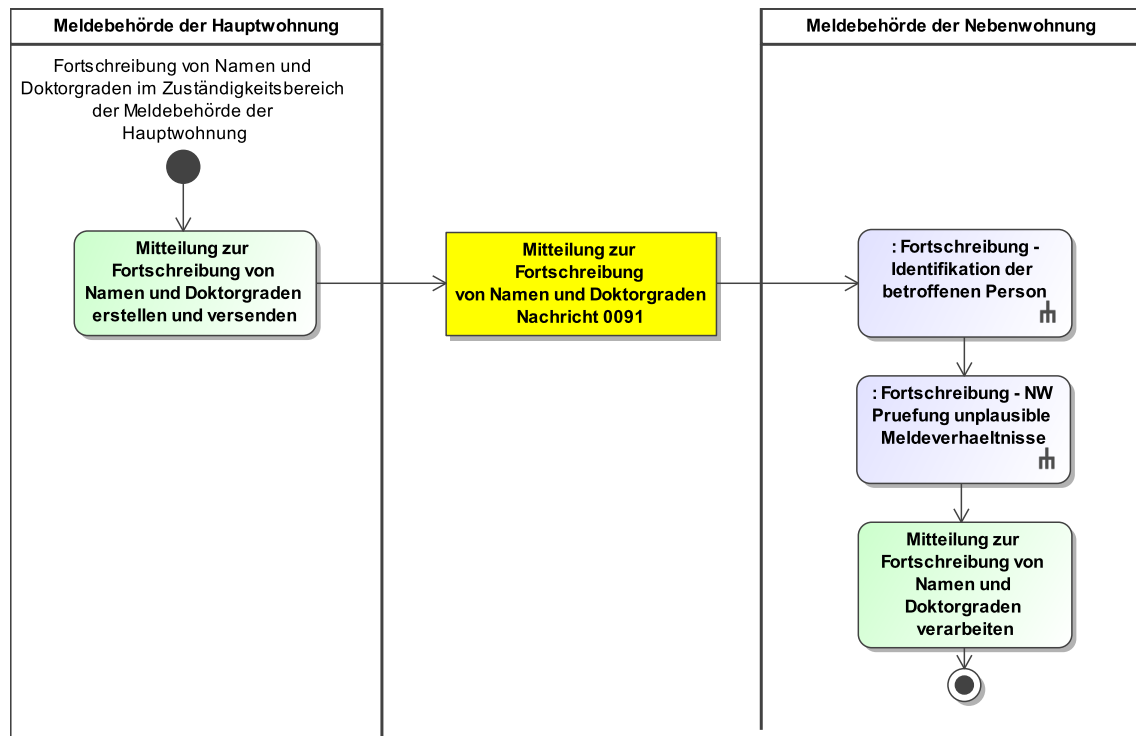 Meldebehörde der Hauptwohnung
Fortschreibung von Namen und
Doktorgraden im Zuständigkeitsbereich
der Meldebehörde der
Hauptwohnung
Mitteilung zur
Fortschreibung von
Namen und Doktorgraden
erstellen und versenden
Mitteilung zur
Fortschreibung
von Namen und Doktorgraden
Nachricht 0091
Meldebehörde der Nebenwohnung
: Fortschreibung -
Identifikation der
betroffenen Person
: Fortschreibung - NW
Pruefung unplausible
Meldeverhaeltnisse
Mitteilung zur
Fortschreibung von
Namen und
Doktorgraden
verarbeiten